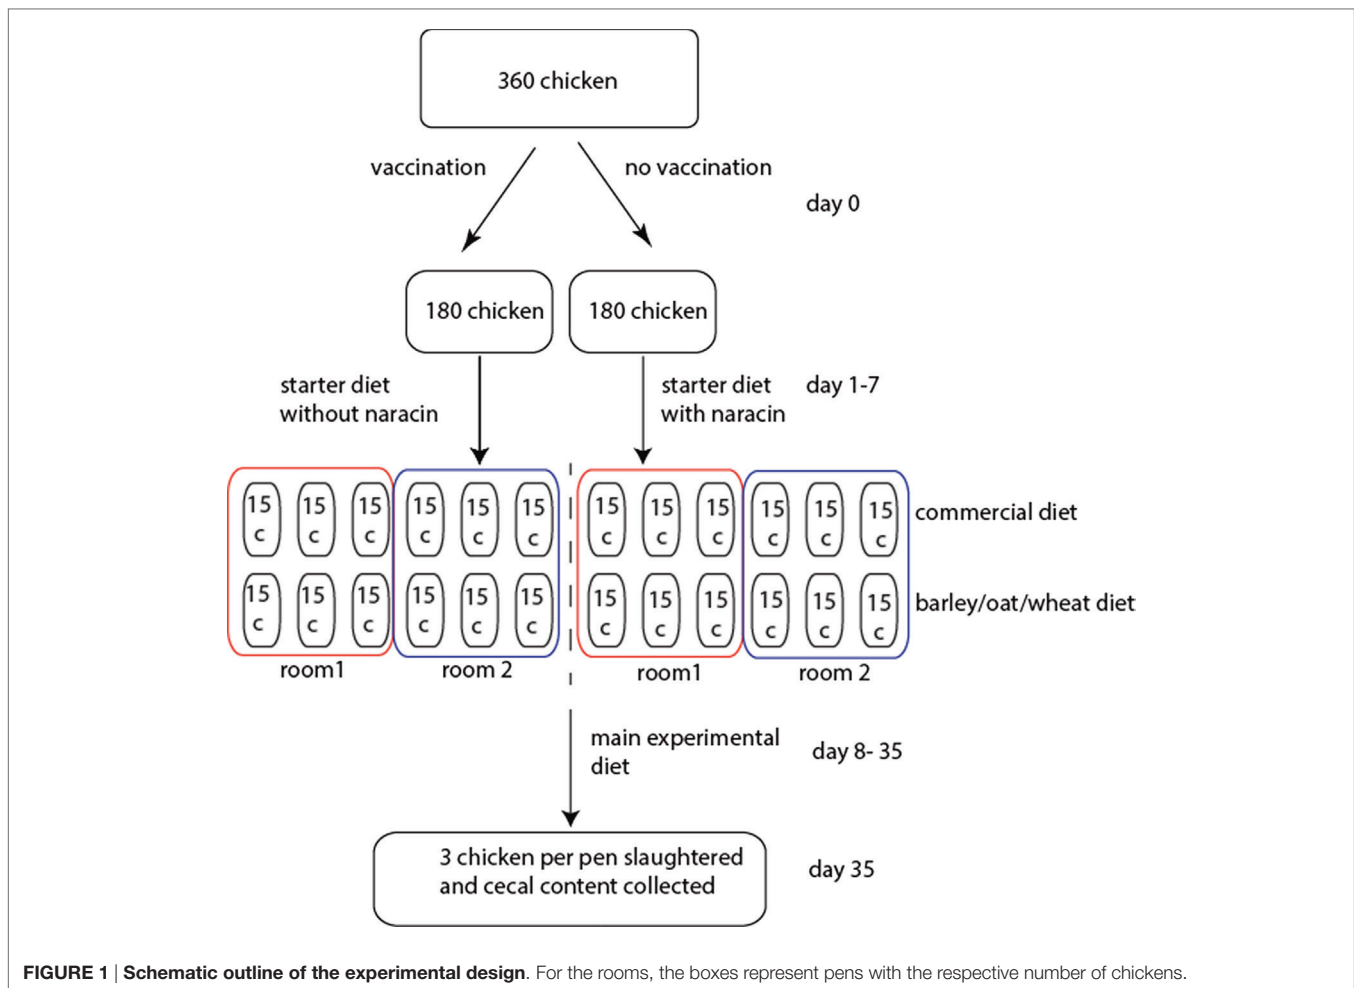 360 chicken
vaccination
no vaccination
day 0
180 chicken
180 chicken
starter diet
without naracin
starter diet
with naracin
day 1-7
15 15 15 15 15 15 15 15 15 15 15 15
c c c c c c c c c c c c
commercial diet
15 15 15 15 15 15 15 15 15 15 15 15
c c c c c c c c c c c c
barley/oat/wheat diet
room1
room 2
room1
room 2
main experimental
diet
day 8- 35
3 chicken per pen slaughtered
and cecal content collected
day 35
FIGURE 1 | Schematic outline of the experimental design. For the rooms, the boxes represent pens with the respective number of chickens.